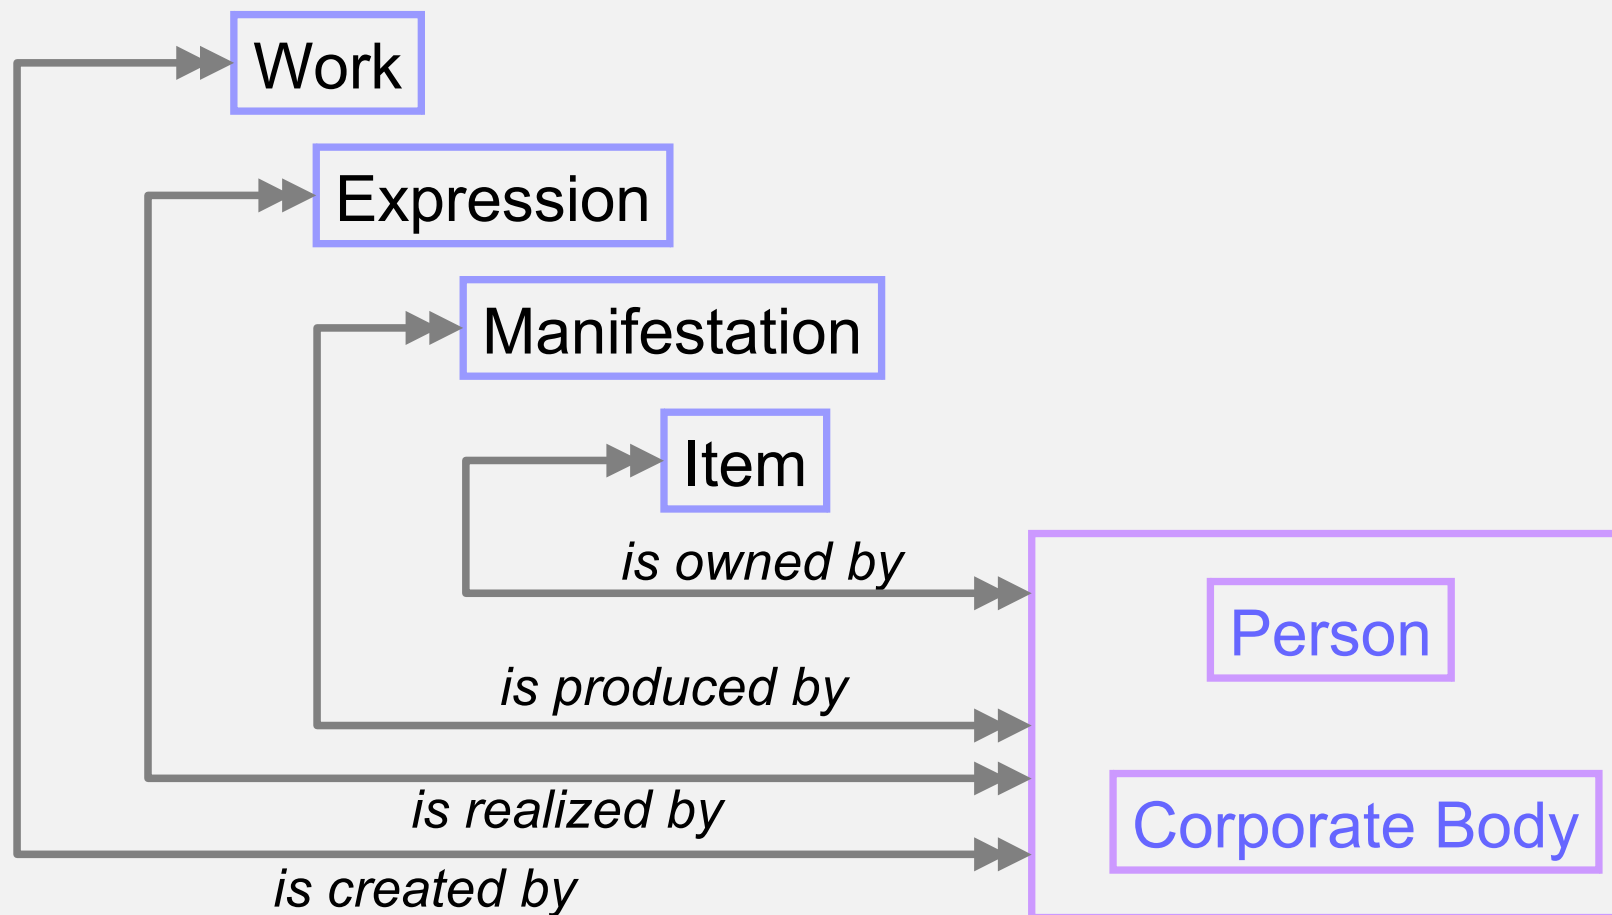 Work
Expression
Manifestation
Item
is owned by
Person
is produced by
is realized by
Corporate Body
is created by